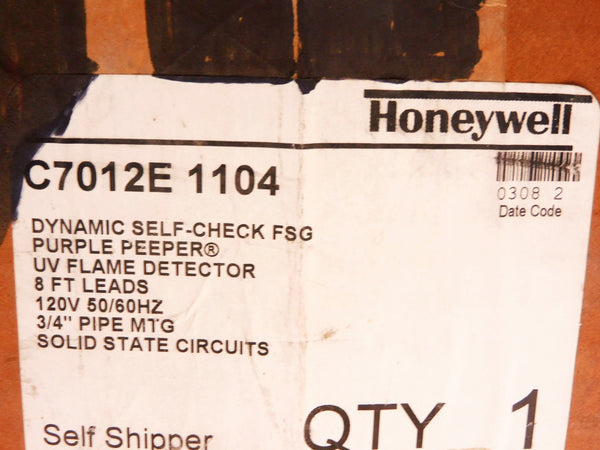 Honeywell
C7012E 1104
0308 2
Date Code
DYNAMIC SELF-CHECK FSG
PURPLE PEEPER®
UV FLAME DETECTOR
8 FT LEADS
120V 50/60HZ
3/4" PIPE MTG
SOLID STATE CIRCUITS
Self Shipper
QTY 1